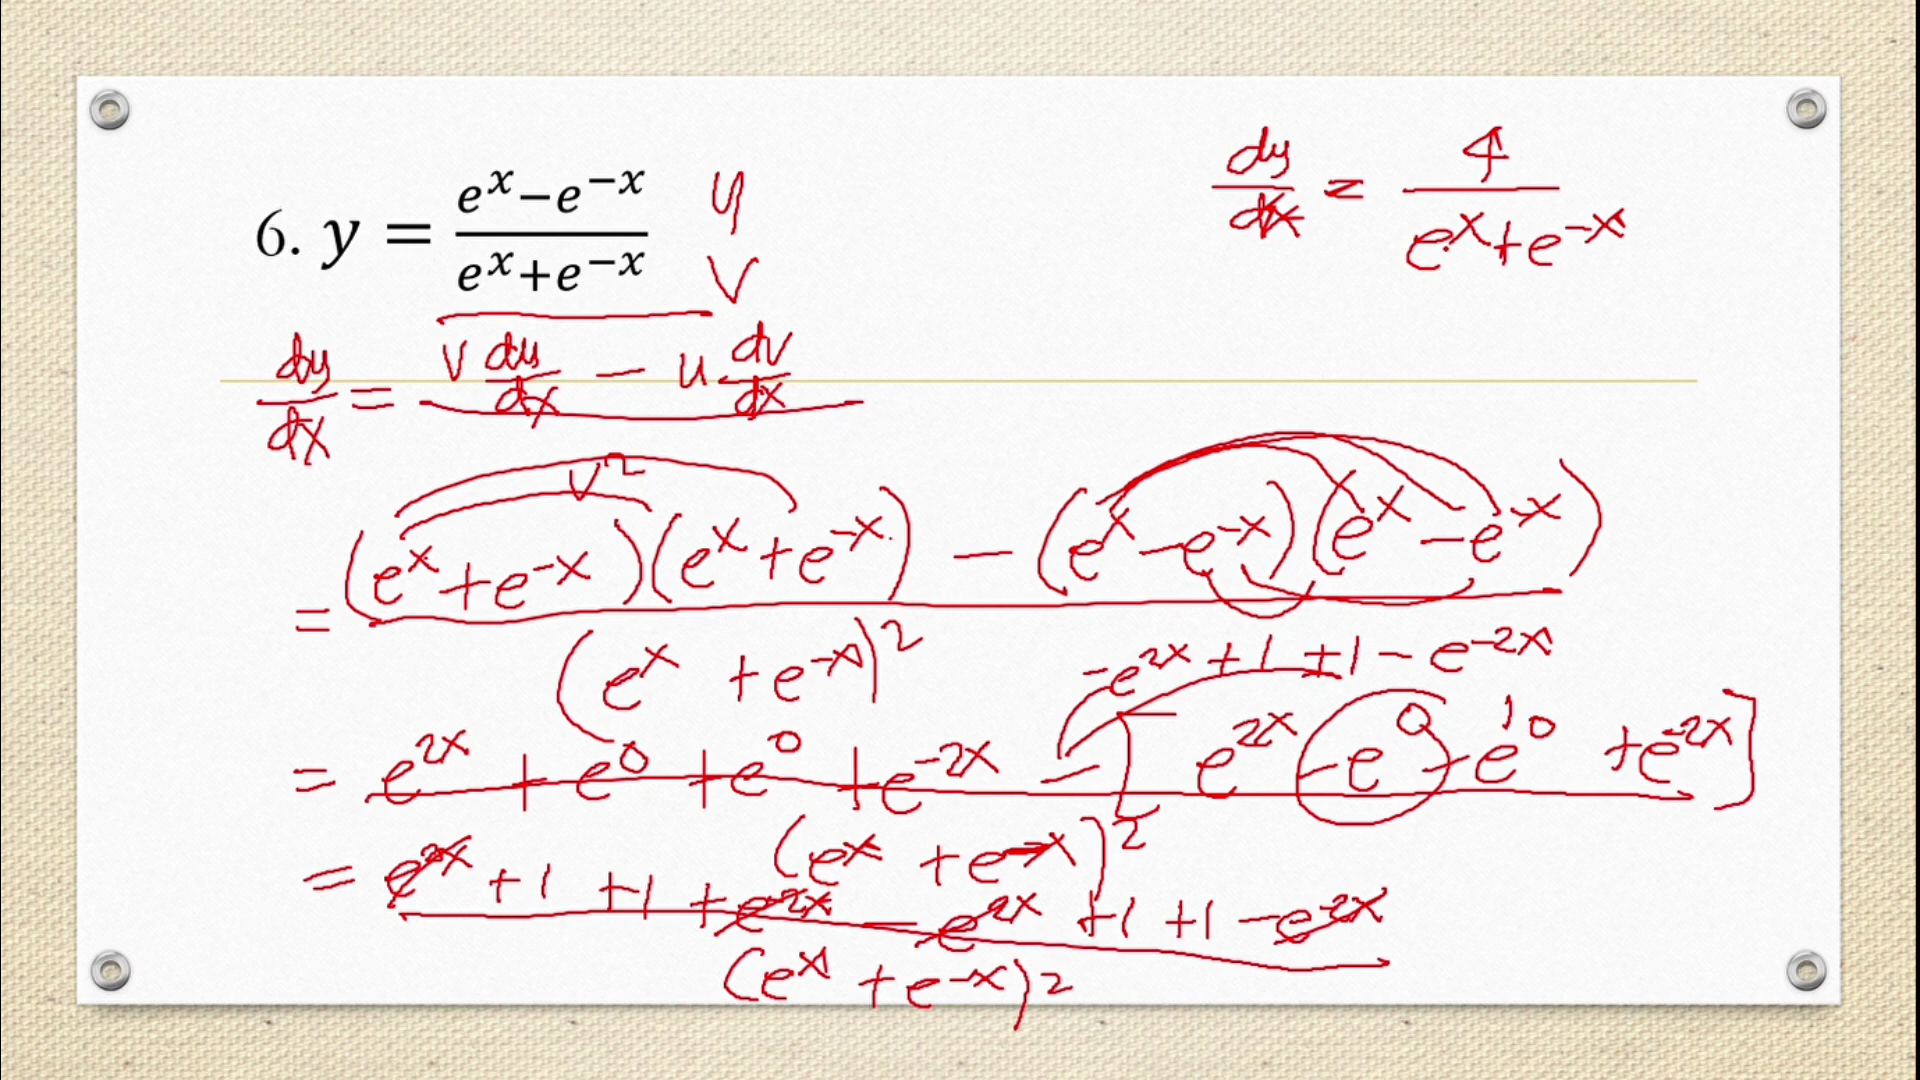 6. y = (e^x − e^−x)/(e^x + e^−x) u v
dy/dx = 4/(e^x + e^−x)
dy/dx = (v du/dx − u dv/dx)/v^2
= ((e^x + e^−x)(e^x + e^−x) − (e^x − e^−x)(e^x − e^−x))/(e^x + e^−x)^2
−e^2x + 1 + 1 − e^−2x
= (e^2x + e^0 + e^0 + e^−2x − [e^2x − e^0 − e^0 + e^−2x])/(e^x + e^−x)^2
= (e^2x + 1 + 1 + e^−2x − e^2x + 1 + 1 − e^−2x)/(e^x + e^−x)^2